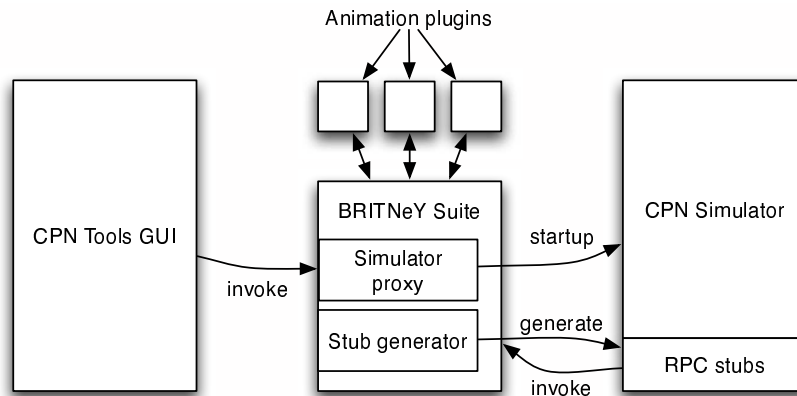 Animation plugins
CPN Tools GUI
BRITNeY Suite
CPN Simulator
startup
Simulator
proxy
invoke
generate
Stub generator
RPC stubs
invoke